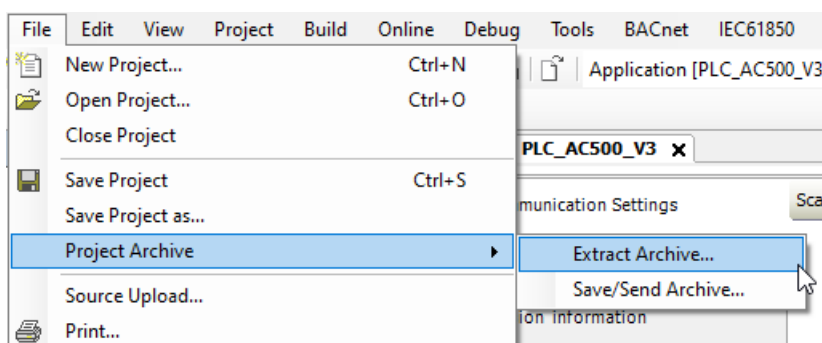 File Edit View Project Build Online Debug Tools BACnet IEC61850
New Project... Ctrl+N
Application [PLC_AC500_V3
Open Project... Ctrl+O
Close Project
PLC_AC500_V3 x
Save Project Ctrl+S
munication Settings
Sca
Save Project as...
Project Archive
Extract Archive...
Save/Send Archive...
Source Upload...
ion information
Print...